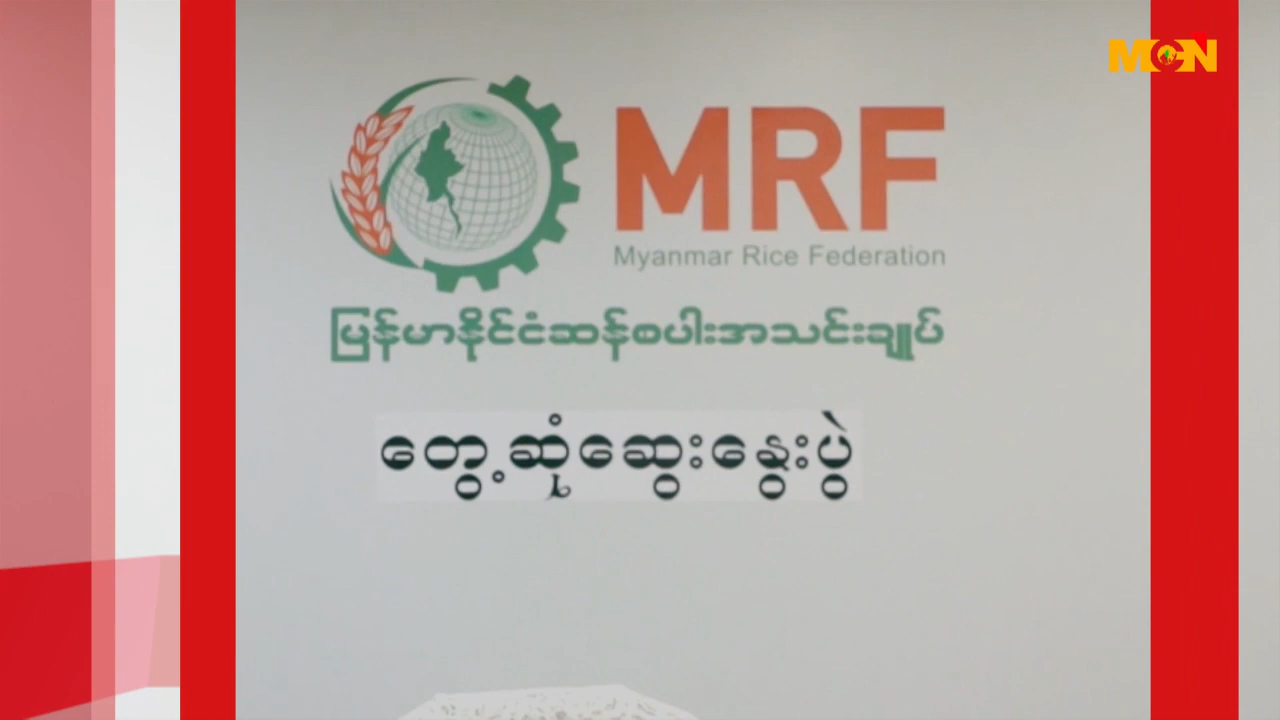 MCN
MRF
Myanmar Rice Federation
မြန်မာနိုင်ငံဆန်စပါးအသင်းချုပ်
တွေ့ဆုံဆွေးနွေးပွဲ